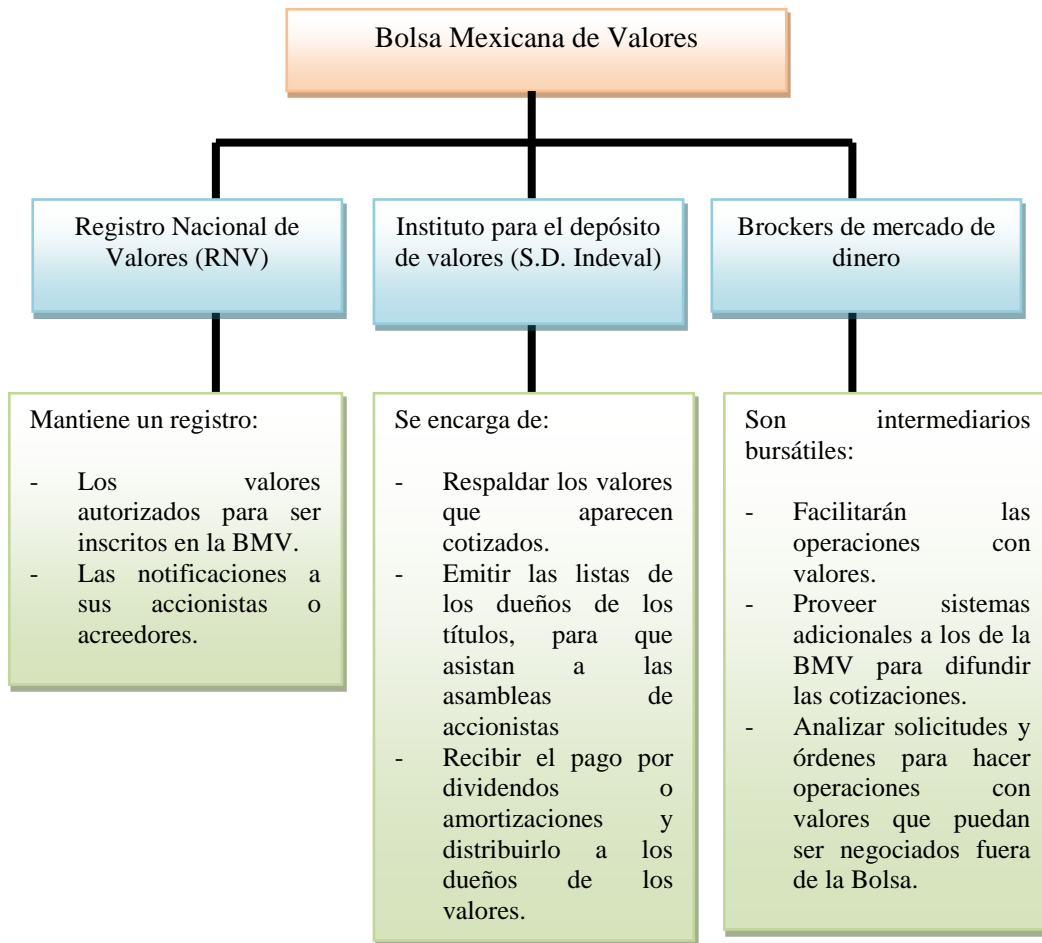 Bolsa Mexicana de Valores
Registro Nacional de
Valores (RNV)
Instituto para el depósito
de valores (S.D. Indeval)
Brockers de mercado de
dinero
Mantiene un registro:
- Los valores
autorizados para ser
inscritos en la BMV.
- Las notificaciones a
sus accionistas o
acreedores.
Se encarga de:
- Respaldar los valores
que aparecen
cotizados.
- Emitir las listas de
los dueños de los
títulos, para que
asistan a las
asambleas de
accionistas
- Recibir el pago por
dividendos o
amortizaciones y
distribuirlo a los
dueños de los
valores.
Son intermediarios
bursátiles:
- Facilitarán las
operaciones con
valores.
- Proveer sistemas
adicionales a los de la
BMV para difundir
las cotizaciones.
- Analizar solicitudes y
órdenes para hacer
operaciones con
valores que puedan
ser negociados fuera
de la Bolsa.